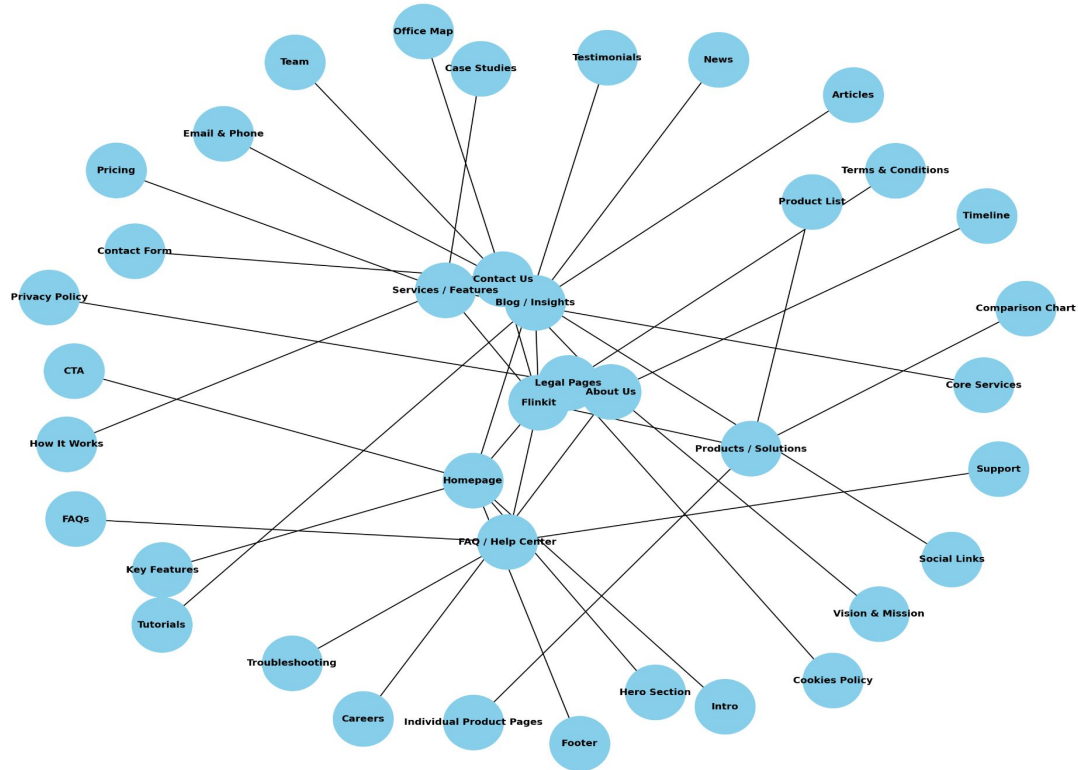 Office Map
Team
Case Studies
Testimonials
News
Articles
Email & Phone
Pricing
Terms & Conditions
Product List
Timeline
Contact Form
Contact Us
Services / Features
Privacy Policy
Blog / Insights
Comparison Chart
CTA
Legal Pages
Core Services
About Us
Flinkit
How It Works
Products / Solutions
Support
Homepage
FAQs
FAQ / Help Center
Social Links
Key Features
Vision & Mission
Tutorials
Troubleshooting
Cookies Policy
Hero Section
Intro
Careers
Individual Product Pages
Footer